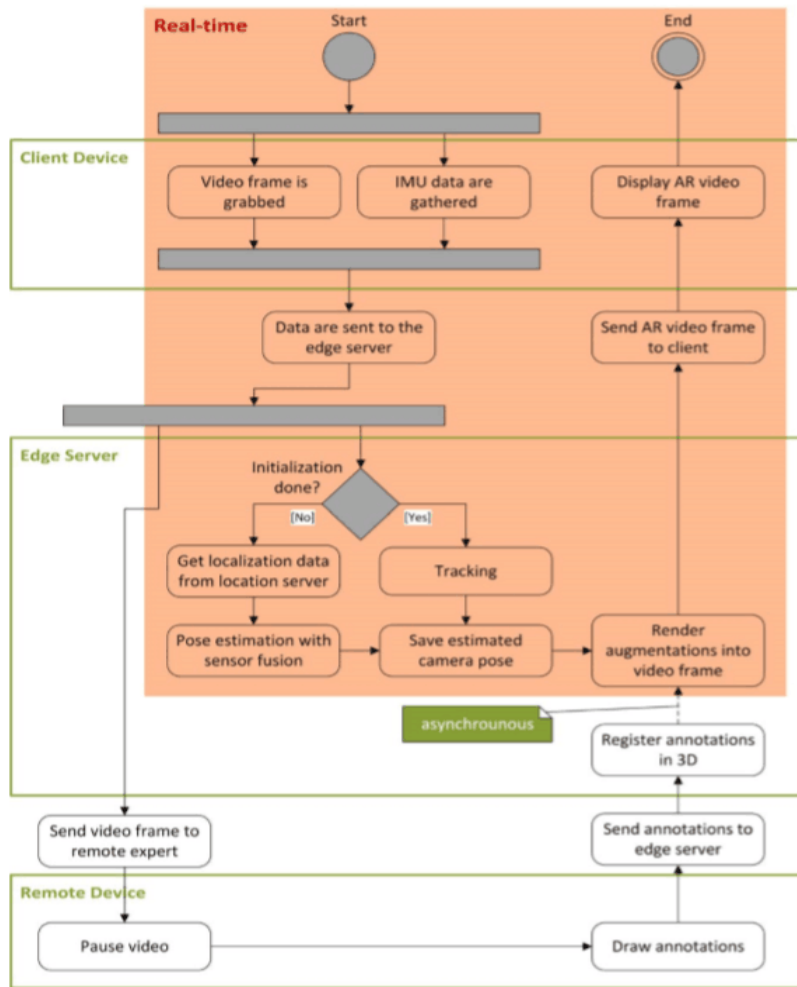 Real-time
Start
End
Client Device
Video frame is
grabbed
IMU data are
gathered
Display AR video
frame
Data are sent to the
edge server
Send AR video frame
to client
Edge Server
Initialization
done?
[No]
[Yes]
Get localization data
from location server
Tracking
Pose estimation with
sensor fusion
Save estimated
camera pose
Render
augmentations into
video frame
asynchrounous
Register annotations
in 3D
Send video frame to
remote expert
Send annotations to
edge server
Remote Device
Pause video
Draw annotations